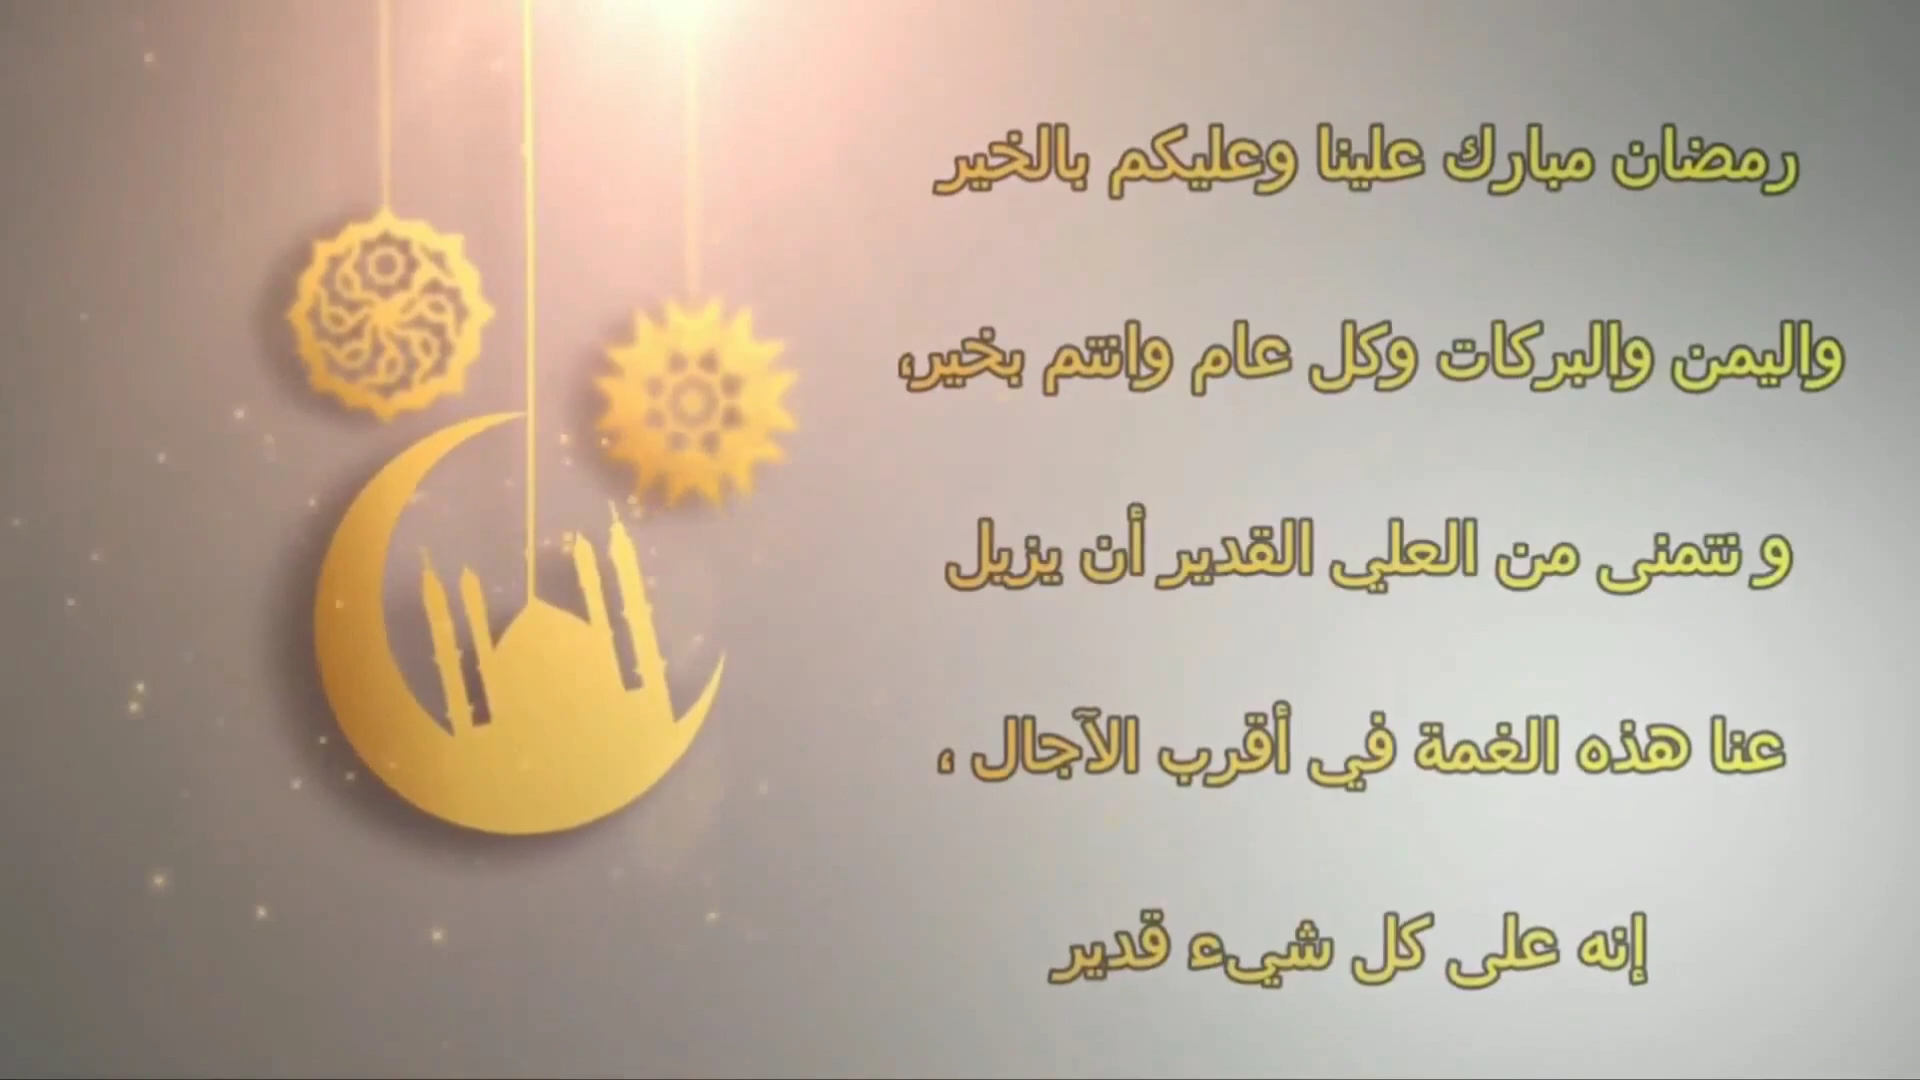 رمضان مبارك علينا وعليكم بالخير
واليمن والبركات وكل عام وانتم بخير،
و نتمنى من العلي القدير أن يزيل
عنا هذه الغمة في أقرب الآجال ،
إنه على كل شيء قدير